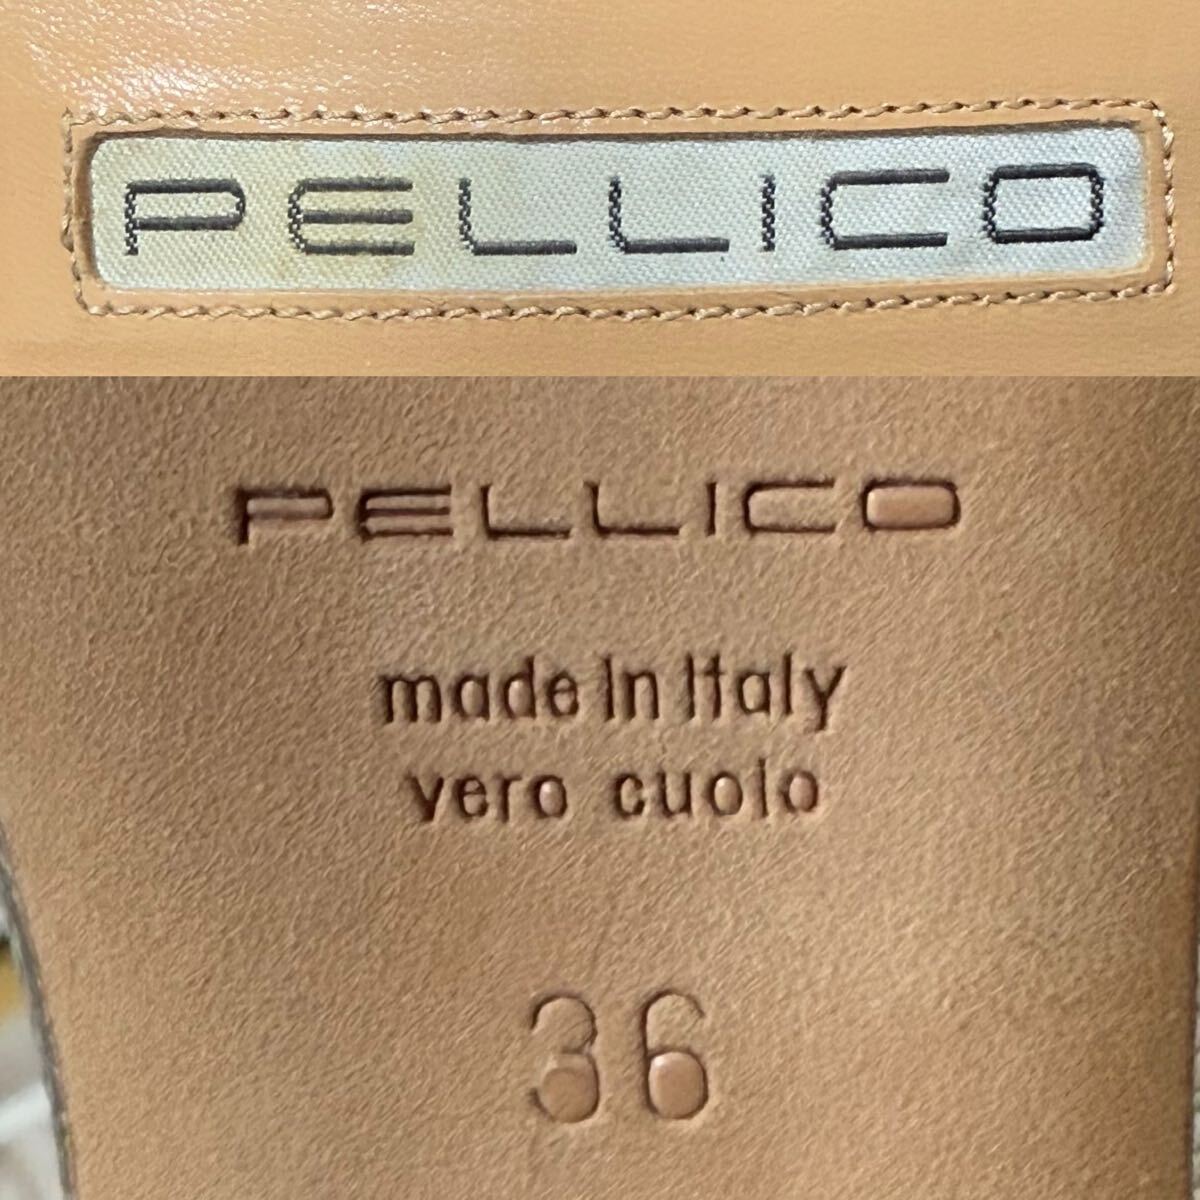 PELLICO
PELLICO
made in Italy
vero cuoio
36